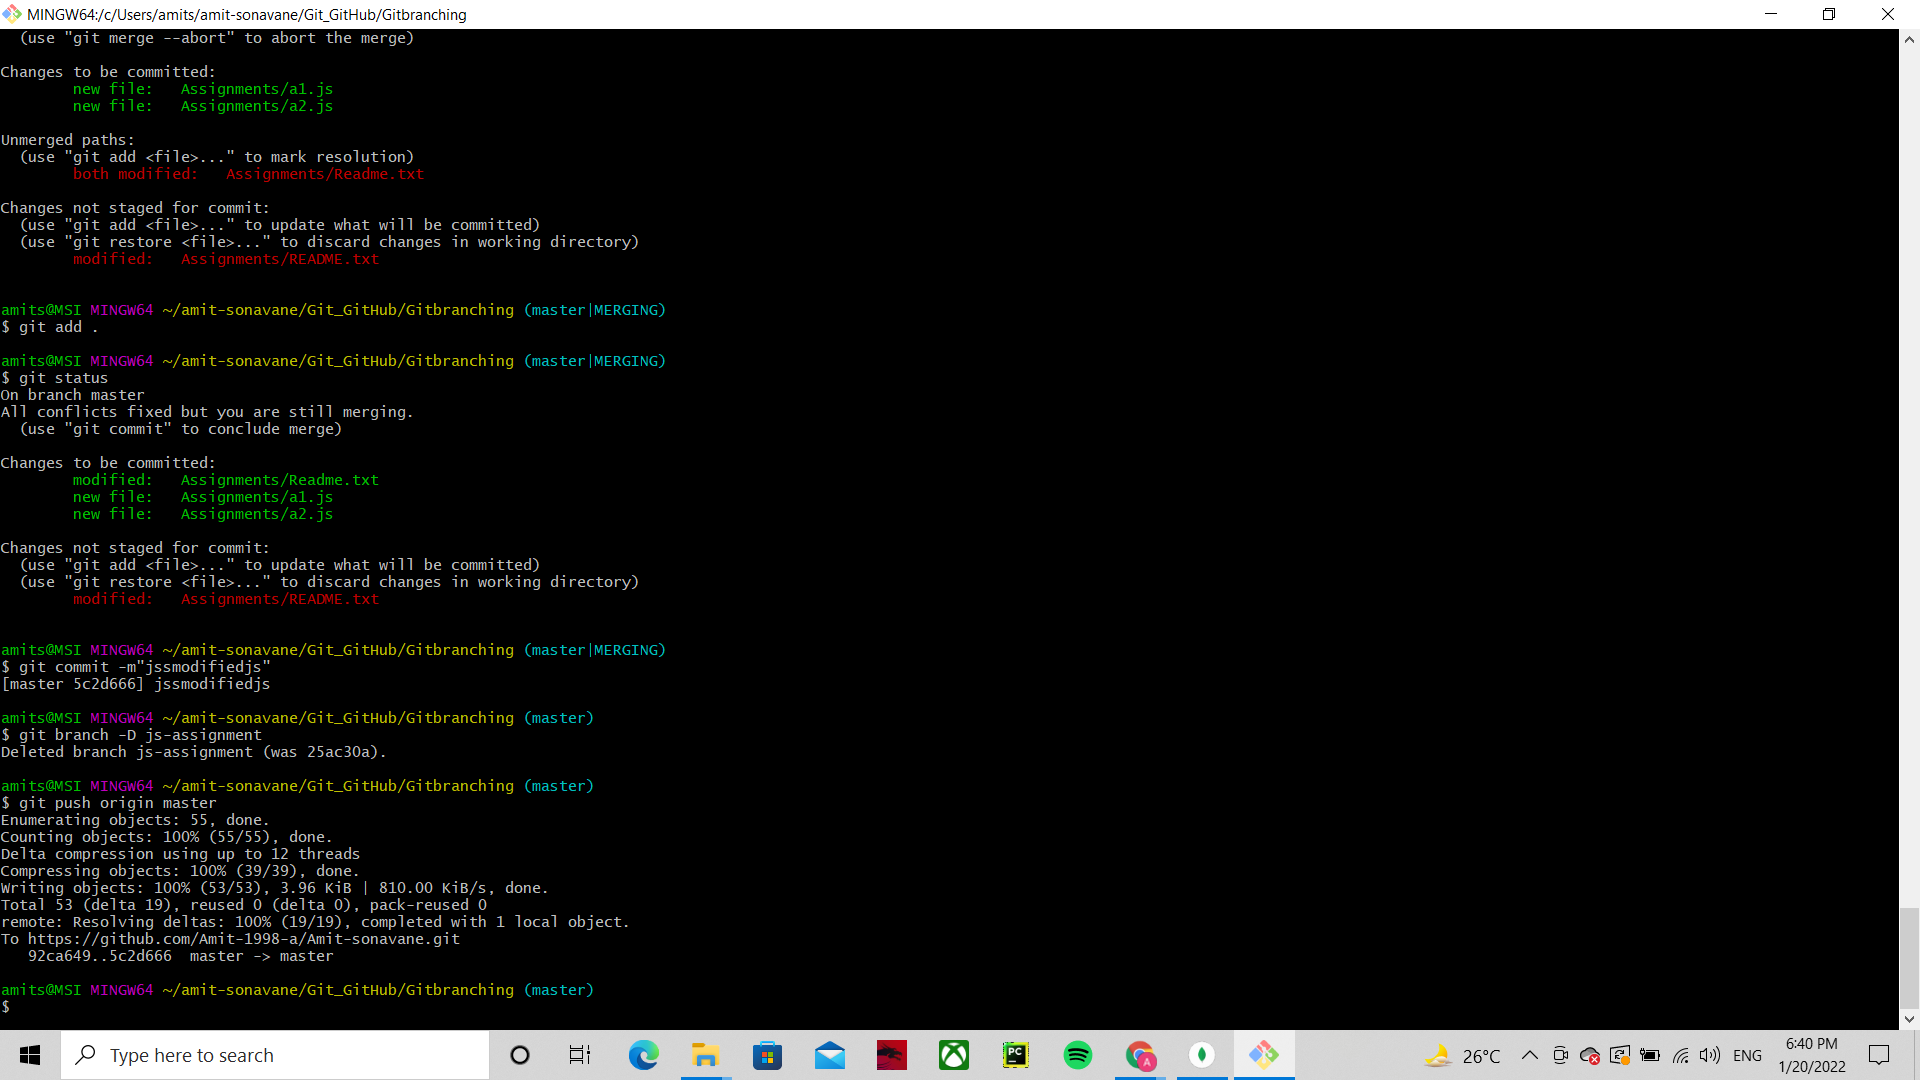 MINGW64:/c/Users/amits/amit-sonavane/Git_GitHub/Gitbranching
(use "git merge --abort" to abort the merge)
Changes to be committed:
new file:   Assignments/a1.js
new file:   Assignments/a2.js
Unmerged paths:
(use "git add <file>..." to mark resolution)
both modified:   Assignments/Readme.txt
Changes not staged for commit:
(use "git add <file>..." to update what will be committed)
(use "git restore <file>..." to discard changes in working directory)
modified:   Assignments/README.txt
amits@MSI MINGW64 ~/amit-sonavane/Git_GitHub/Gitbranching (master|MERGING)
$ git add .
amits@MSI MINGW64 ~/amit-sonavane/Git_GitHub/Gitbranching (master|MERGING)
$ git status
On branch master
All conflicts fixed but you are still merging.
(use "git commit" to conclude merge)
Changes to be committed:
modified:   Assignments/Readme.txt
new file:   Assignments/a1.js
new file:   Assignments/a2.js
Changes not staged for commit:
(use "git add <file>..." to update what will be committed)
(use "git restore <file>..." to discard changes in working directory)
modified:   Assignments/README.txt
amits@MSI MINGW64 ~/amit-sonavane/Git_GitHub/Gitbranching (master|MERGING)
$ git commit -m"jssmodifiedjs"
[master 5c2d666] jssmodifiedjs
amits@MSI MINGW64 ~/amit-sonavane/Git_GitHub/Gitbranching (master)
$ git branch -D js-assignment
Deleted branch js-assignment (was 25ac30a).
amits@MSI MINGW64 ~/amit-sonavane/Git_GitHub/Gitbranching (master)
$ git push origin master
Enumerating objects: 55, done.
Counting objects: 100% (55/55), done.
Delta compression using up to 12 threads
Compressing objects: 100% (39/39), done.
Writing objects: 100% (53/53), 3.96 KiB | 810.00 KiB/s, done.
Total 53 (delta 19), reused 0 (delta 0), pack-reused 0
remote: Resolving deltas: 100% (19/19), completed with 1 local object.
To https://github.com/Amit-1998-a/Amit-sonavane.git
92ca649..5c2d666  master -> master
amits@MSI MINGW64 ~/amit-sonavane/Git_GitHub/Gitbranching (master)
$
Type here to search
PC
A
26°C
ENG
6:40 PM
1/20/2022